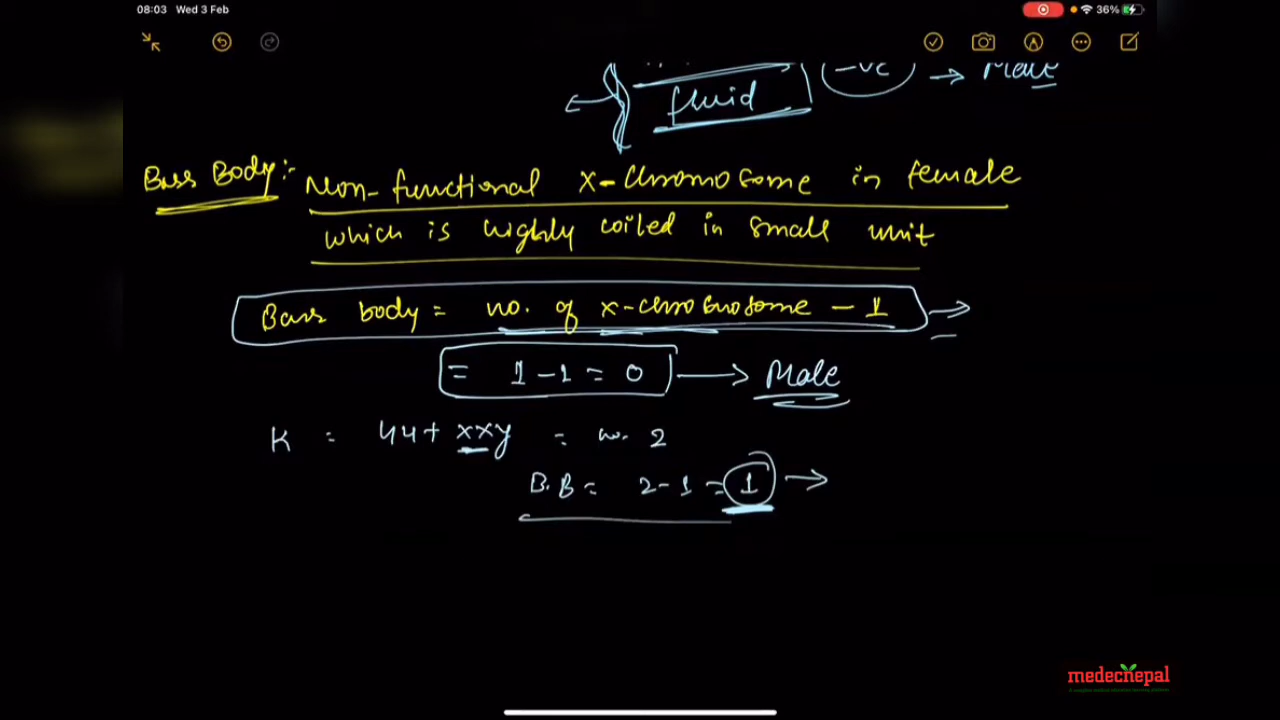 08:03 Wed 3 Feb
36%
-ve → Male
fluid
Barr Body:- Non-functional x-chromosome in female
which is highly coiled in small unit
Barr body = no. of x-chromosome - 1 →
= 1-1 = 0 → Male
K = 44+ xxy = 2
B.B = 2-1 = 1 →
medecnepal